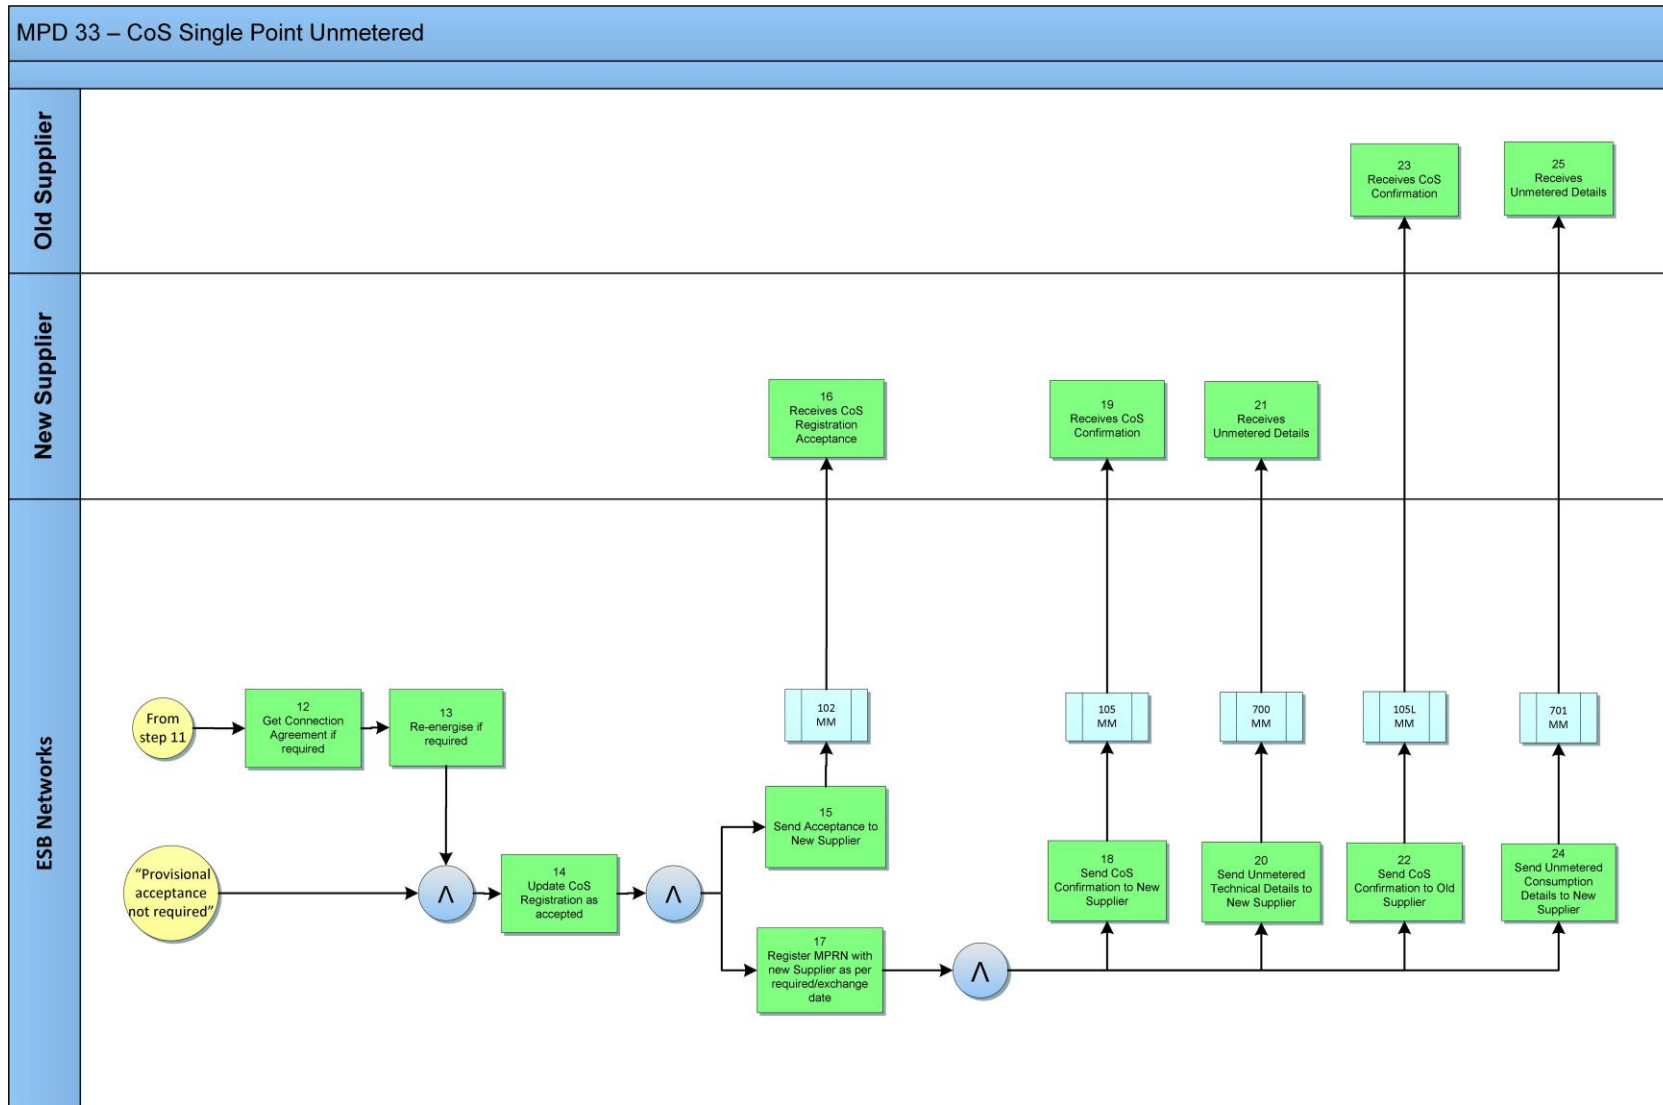 MPD 33 – CoS Single Point Unmetered
Old Supplier
23
Receives CoS
Confirmation
25
Receives
Unmetered Details
New Supplier
16
Receives CoS
Registration
Acceptance
19
Receives CoS
Confirmation
21
Receives
Unmetered Details
ESB Networks
From
step 11
12
Get Connection
Agreement if
required
13
Re-energise if
required
102
MM
105
MM
700
MM
105L
MM
701
MM
"Provisional
acceptance
not required"
Λ
14
Update CoS
Registration as
accepted
Λ
15
Send Acceptance to
New Supplier
17
Register MPRN with
new Supplier as per
required/exchange
date
Λ
18
Send CoS
Confirmation to New
Supplier
20
Send Unmetered
Technical Details to
New Supplier
22
Send CoS
Confirmation to Old
Supplier
24
Send Unmetered
Consumption
Details to New
Supplier